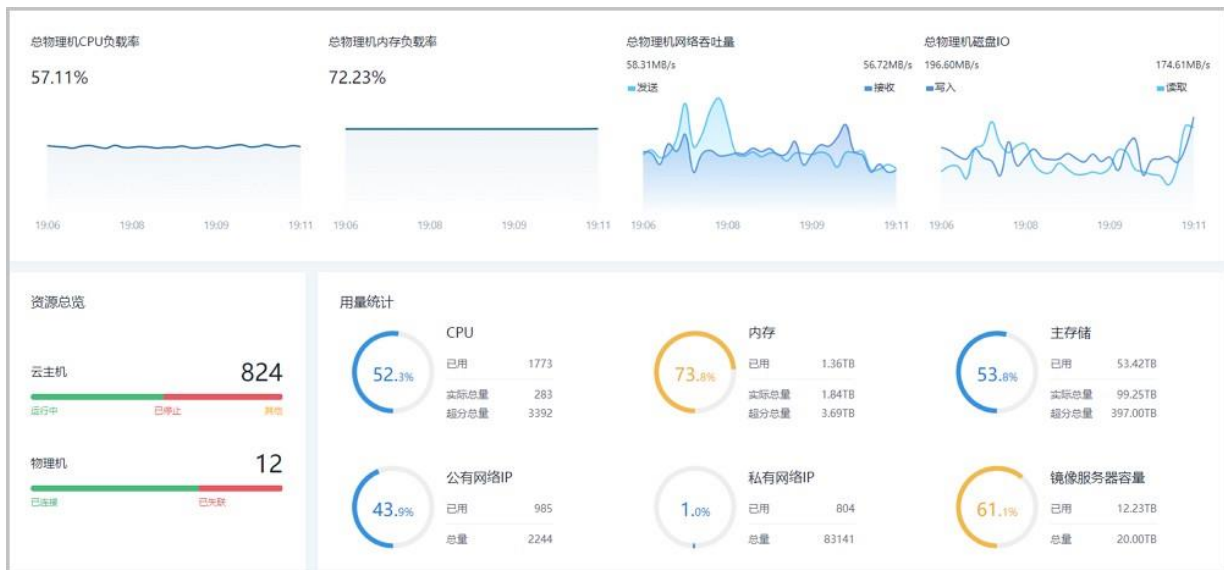 总物理机CPU负载率
57.11%
19:06 19:08 19:09 19:11
总物理机内存负载率
72.23%
19:06 19:08 19:09 19:11
总物理机网络吞吐量
58.31MB/s 56.72MB/s
发送 接收
19:06 19:08 19:09 19:11
总物理机磁盘IO
196.60MB/s 174.61MB/s
写入 读取
19:06 19:08 19:09 19:11
资源总览
云主机 824
运行中 已停止 其他
物理机 12
已连接 已失联
用量统计
CPU
52.3%
已用 1773
实际总量 283
超分总量 3392
内存
73.8%
已用 1.36TB
实际总量 1.84TB
超分总量 3.69TB
主存储
53.8%
已用 53.42TB
实际总量 99.25TB
超分总量 397.00TB
公有网络IP
43.9%
已用 985
总量 2244
私有网络IP
1.0%
已用 804
总量 83141
镜像服务器容量
61.1%
已用 12.23TB
总量 20.00TB